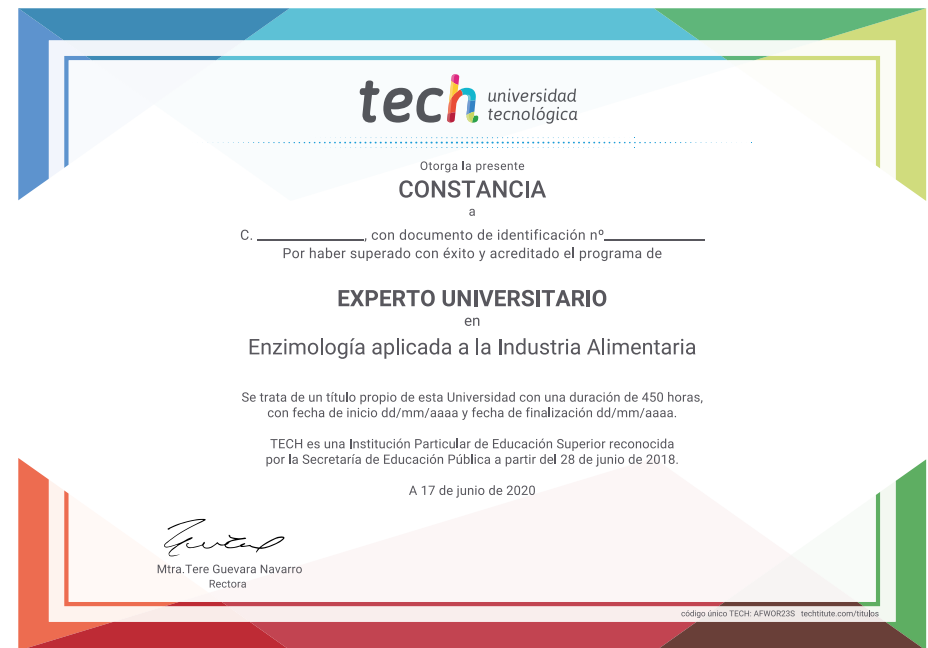 tech universidad
tecnológica
Otorga la presente
CONSTANCIA
a
C. ______________, con documento de identificación nº_____________
Por haber superado con éxito y acreditado el programa de
EXPERTO UNIVERSITARIO
en
Enzimología aplicada a la Industria Alimentaria
Se trata de un título propio de esta Universidad con una duración de 450 horas,
con fecha de inicio dd/mm/aaaa y fecha de finalización dd/mm/aaaa.
TECH es una Institución Particular de Educación Superior reconocida
por la Secretaría de Educación Pública a partir del 28 de junio de 2018.
A 17 de junio de 2020
Mtra.Tere Guevara Navarro
Rectora
código único TECH: AFWOR23S techtitute.com/titulos